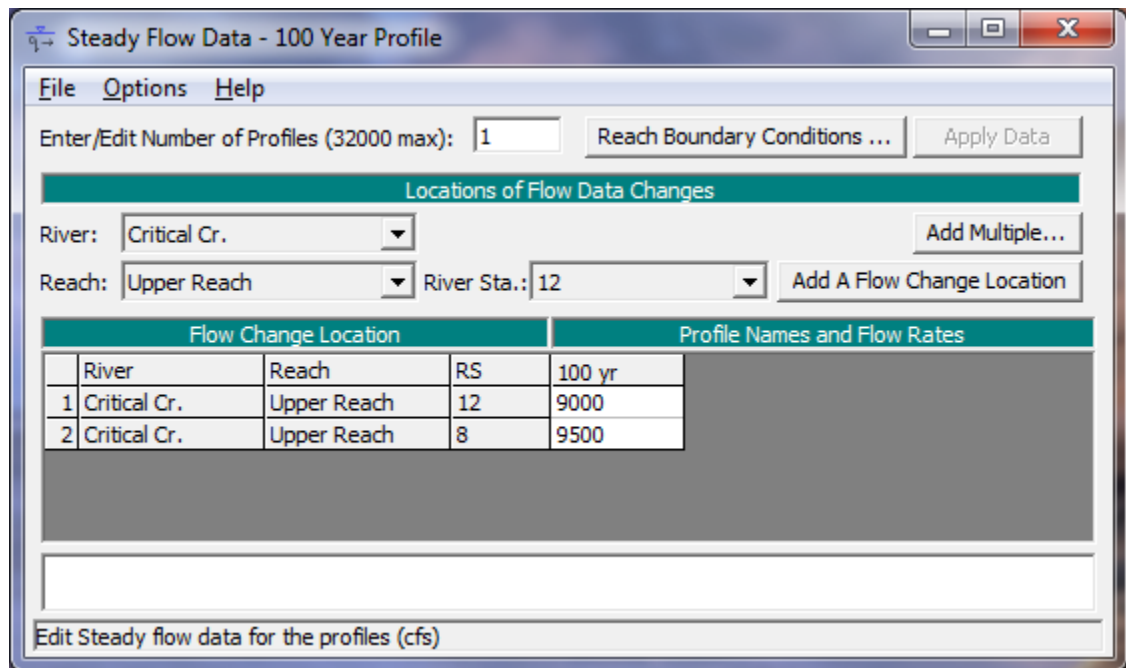 Steady Flow Data - 100 Year Profile
File Options Help
Enter/Edit Number of Profiles (32000 max): 1 Reach Boundary Conditions ... Apply Data
Locations of Flow Data Changes
River: Critical Cr. Add Multiple...
Reach: Upper Reach River Sta.: 12 Add A Flow Change Location
Flow Change Location Profile Names and Flow Rates
River Reach RS 100 yr
1 Critical Cr. Upper Reach 12 9000
2 Critical Cr. Upper Reach 8 9500
Edit Steady flow data for the profiles (cfs)